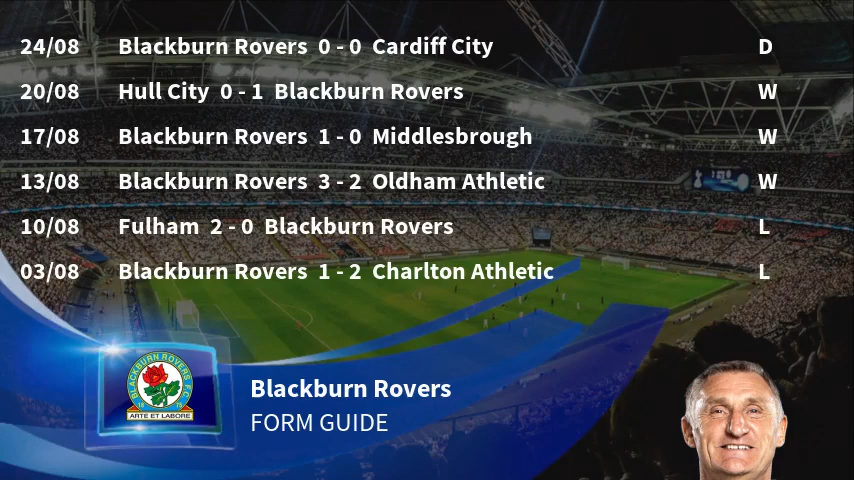 24/08 Blackburn Rovers 0 - 0 Cardiff City D
20/08 Hull City 0 - 1 Blackburn Rovers W
17/08 Blackburn Rovers 1 - 0 Middlesbrough W
13/08 Blackburn Rovers 3 - 2 Oldham Athletic W
10/08 Fulham 2 - 0 Blackburn Rovers L
03/08 Blackburn Rovers 1 - 2 Charlton Athletic L
BLACKBURN ROVERS F.C.
ARTE ET LABORE
Blackburn Rovers
FORM GUIDE